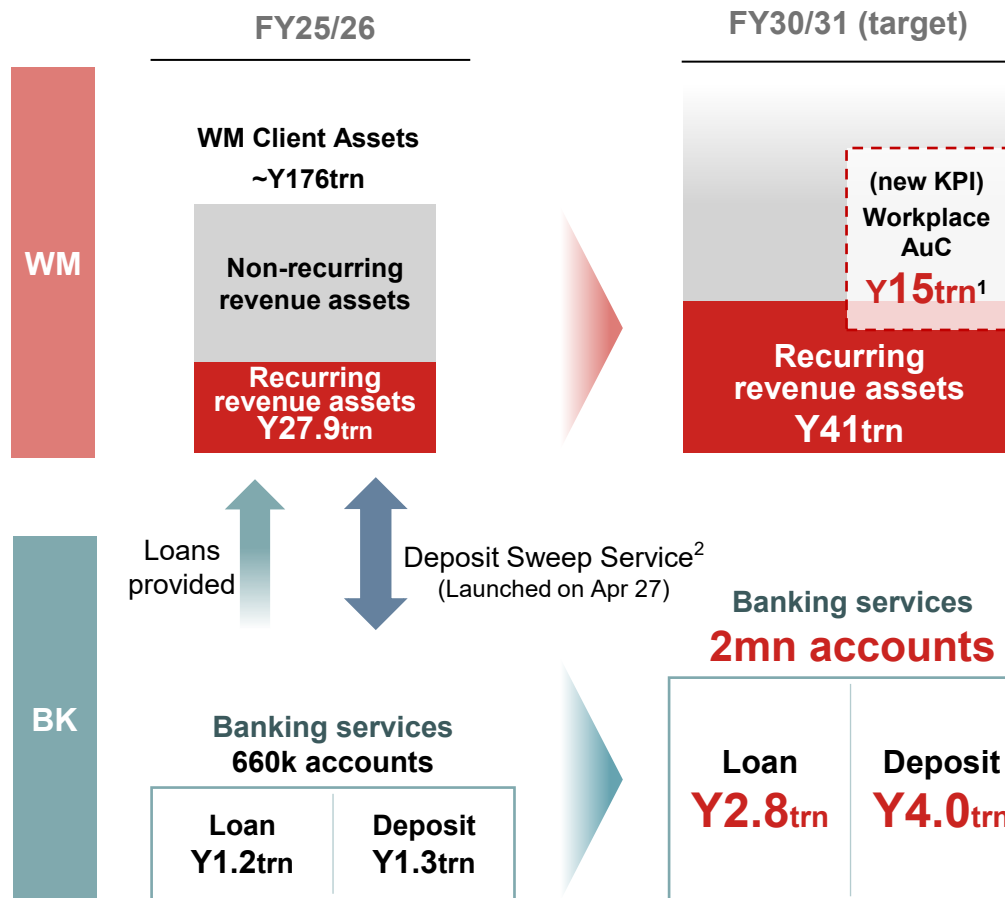 FY25/26
FY30/31 (target)
WM
WM Client Assets
~Y176trn
Non-recurring
revenue assets
Recurring
revenue assets
Y27.9trn
(new KPI)
Workplace
AuC
Y15trn¹
Recurring
revenue assets
Y41trn
Loans
provided
Deposit Sweep Service²
(Launched on Apr 27)
BK
Banking services
660k accounts
Loan
Y1.2trn
Deposit
Y1.3trn
Banking services
2mn accounts
Loan
Y2.8trn
Deposit
Y4.0trn